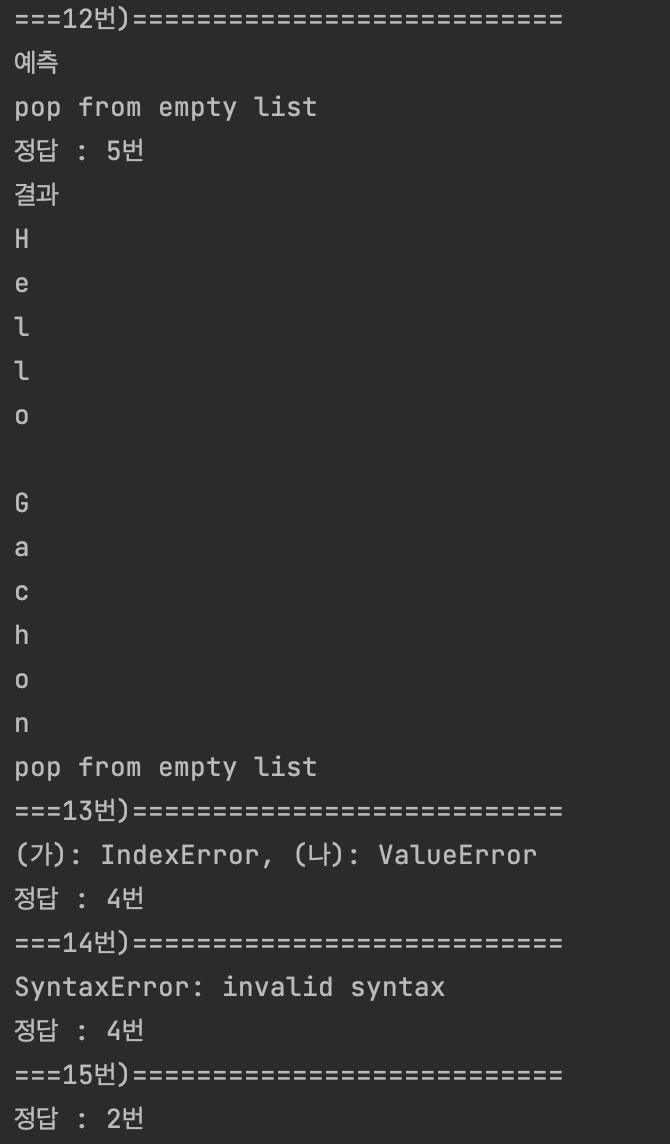 ===12번)===========================
예측
pop from empty list
정답 : 5번
결과
H
e
l
l
o

G
a
c
h
o
n
pop from empty list
===13번)===========================
(가): IndexError, (나): ValueError
정답 : 4번
===14번)===========================
SyntaxError: invalid syntax
정답 : 4번
===15번)===========================
정답 : 2번